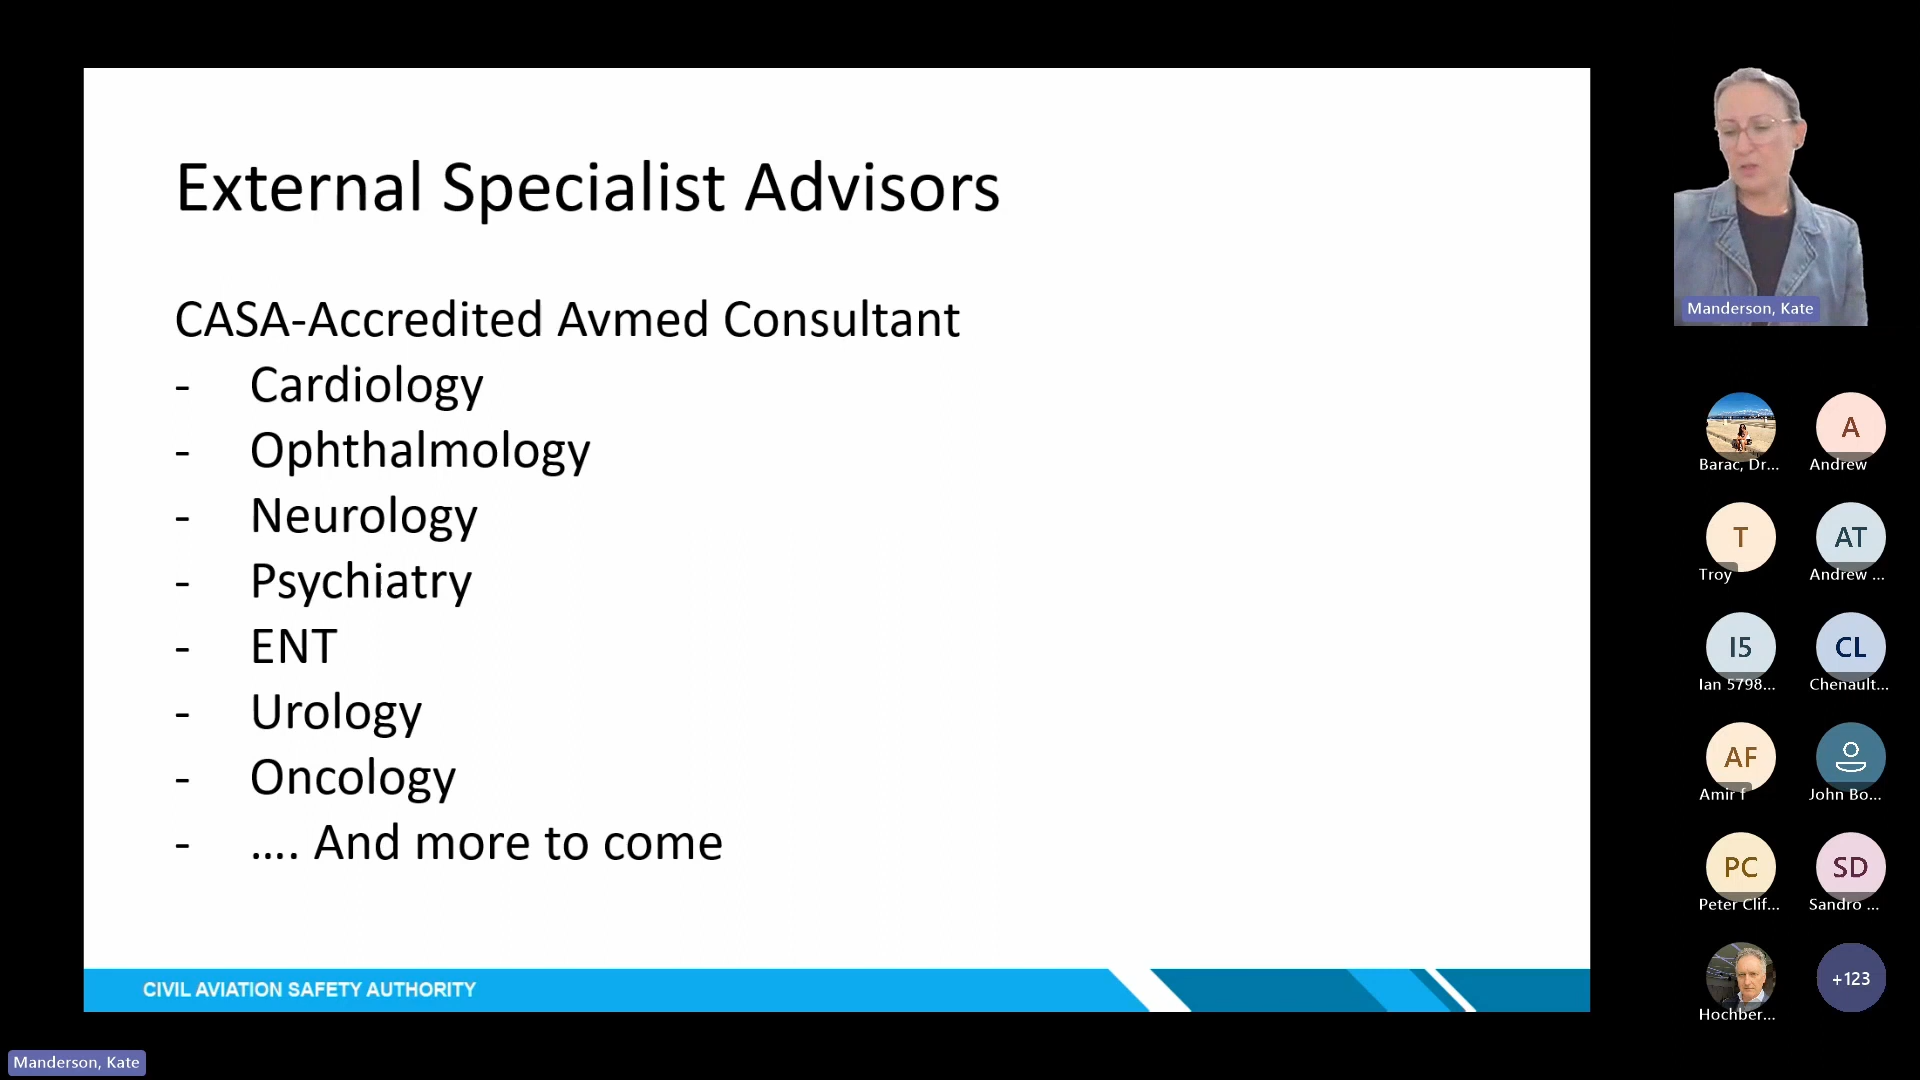 External Specialist Advisors
CASA-Accredited Avmed Consultant
- Cardiology
- Ophthalmology
- Neurology
- Psychiatry
- ENT
- Urology
- Oncology
- .... And more to come
CIVIL AVIATION SAFETY AUTHORITY
Manderson, Kate
Manderson, Kate
Barac, Dr...
A
Andrew
T
Troy
AT
Andrew ...
I5
Ian 5798...
CL
Chenault...
AF
Amir f
John Bo...
PC
Peter Clif...
SD
Sandro ...
Hochber...
+123